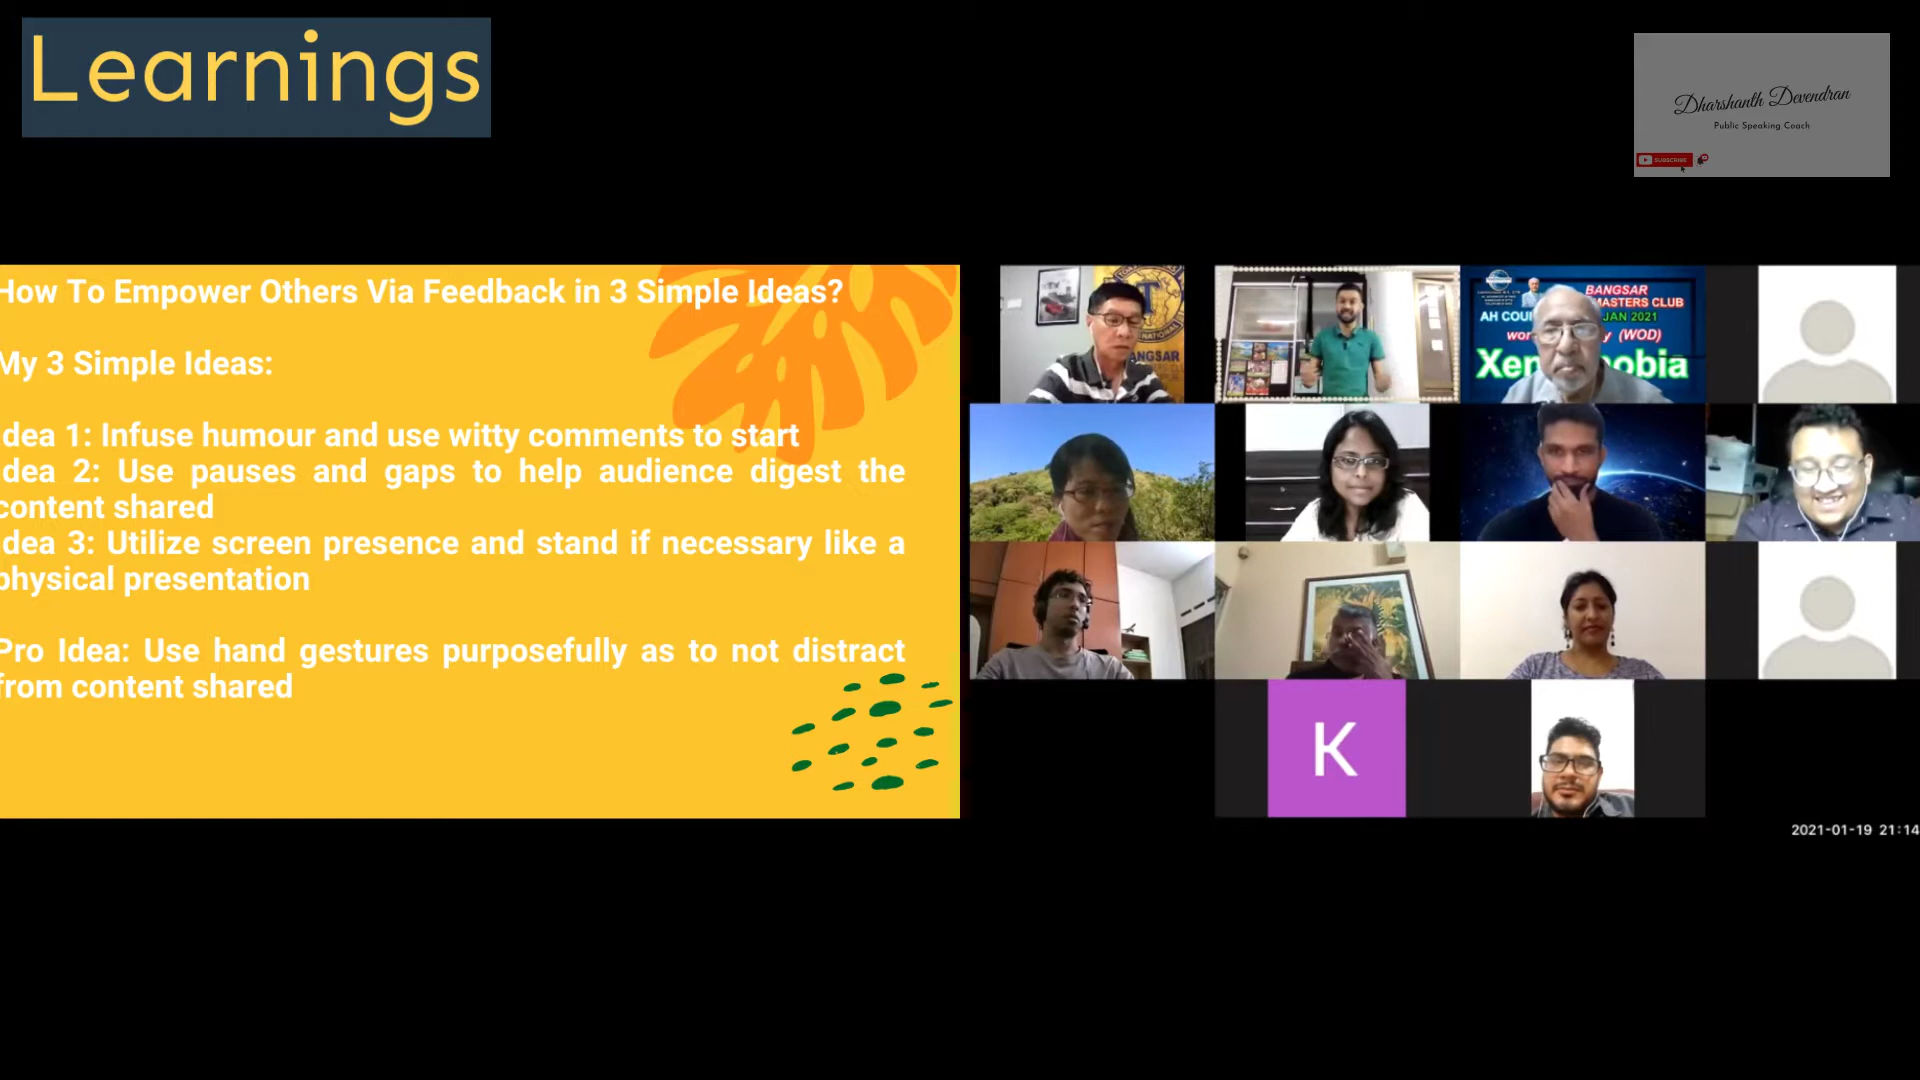 Learnings
Dharshanth Devendran
Public Speaking Coach
SUBSCRIBE
How To Empower Others Via Feedback in 3 Simple Ideas?
My 3 Simple Ideas:
dea 1: Infuse humour and use witty comments to start
dea 2: Use pauses and gaps to help audience digest the
content shared
dea 3: Utilize screen presence and stand if necessary like a
physical presentation
Pro Idea: Use hand gestures purposefully as to not distract
from content shared
ANGSAR
BANGSAR
MASTERS CLUB
AH COU
JAN 2021
(WOD)
Xen
obia
K
2021-01-19 21:14